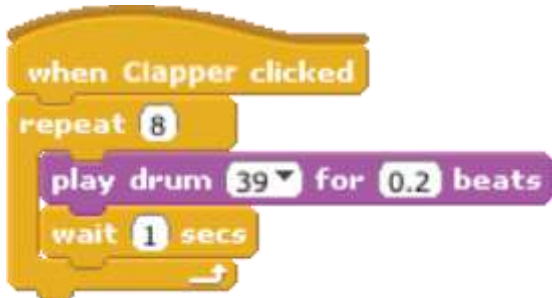 when Clapper clicked
repeat 8
play drum 39 for 0.2 beats
wait 1 secs